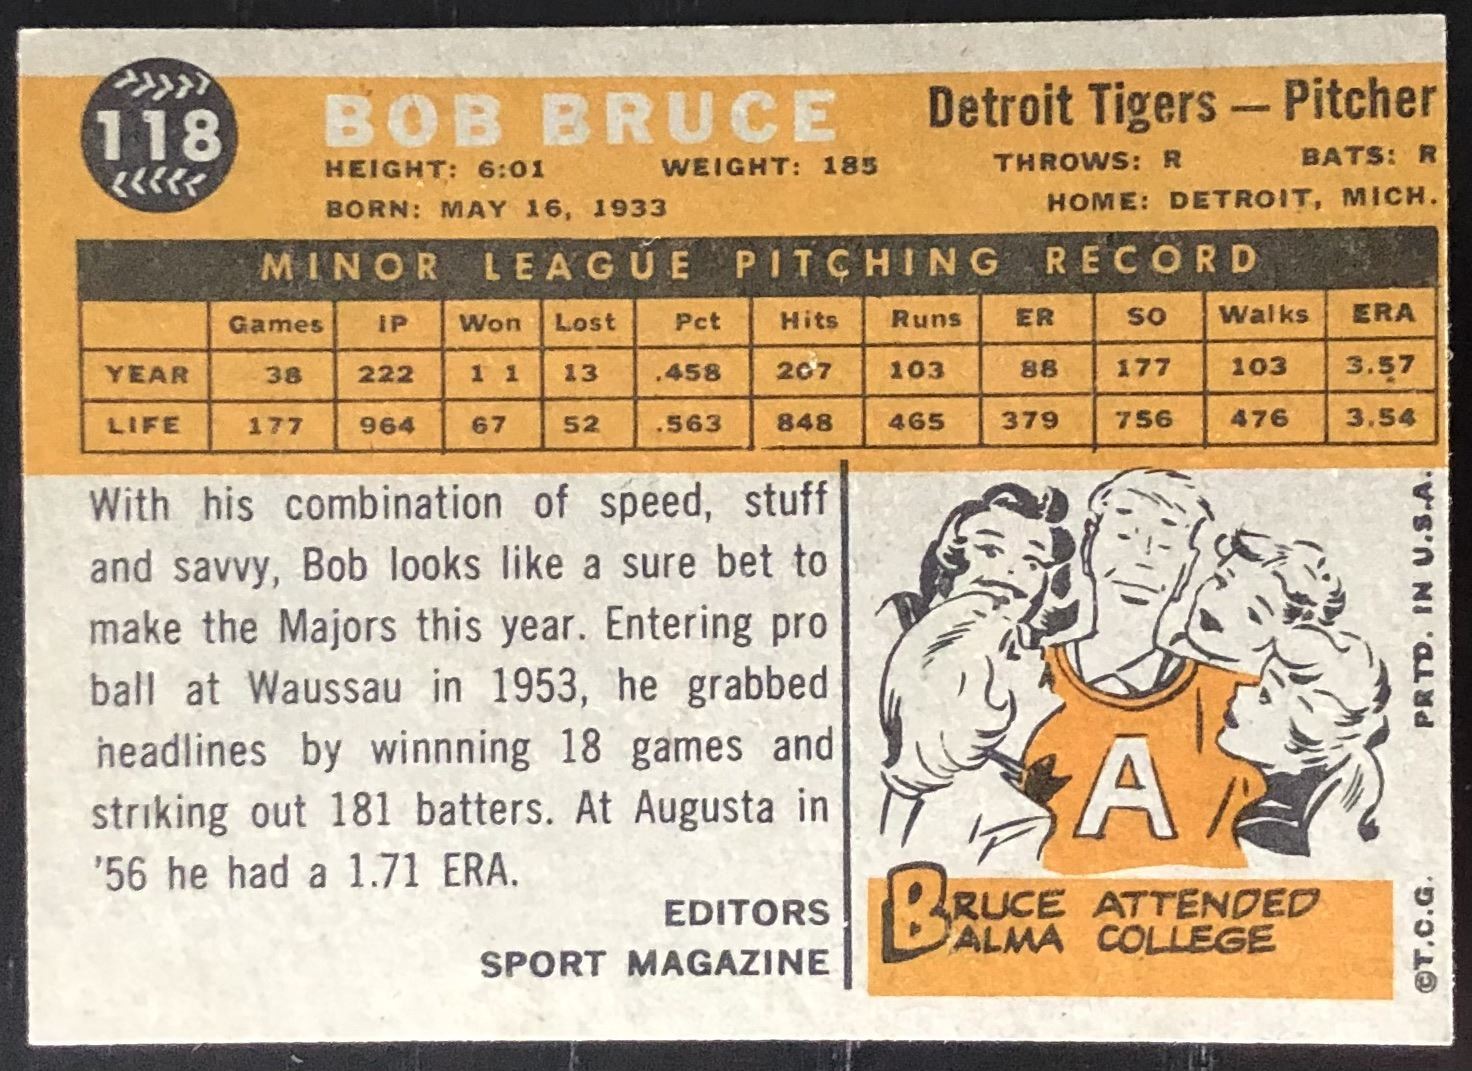 118
BOB BRUCE
Detroit Tigers — Pitcher
HEIGHT: 6:01 WEIGHT: 185 THROWS: R BATS: R
BORN: MAY 16, 1933 HOME: DETROIT, MICH.
MINOR LEAGUE PITCHING RECORD
Games IP Won Lost Pct Hits Runs ER SO Walks ERA
YEAR 38 222 1 1 13 .458 207 103 88 177 103 3.57
LIFE 177 964 67 52 .563 848 465 379 756 476 3.54
With his combination of speed, stuff
and savvy, Bob looks like a sure bet to
make the Majors this year. Entering pro
ball at Waussau in 1953, he grabbed
headlines by winnning 18 games and
striking out 181 batters. At Augusta in
'56 he had a 1.71 ERA.
EDITORS
SPORT MAGAZINE
A
BRUCE ATTENDED
ALMA COLLEGE
©T.C.G. PRTD. IN U.S.A.